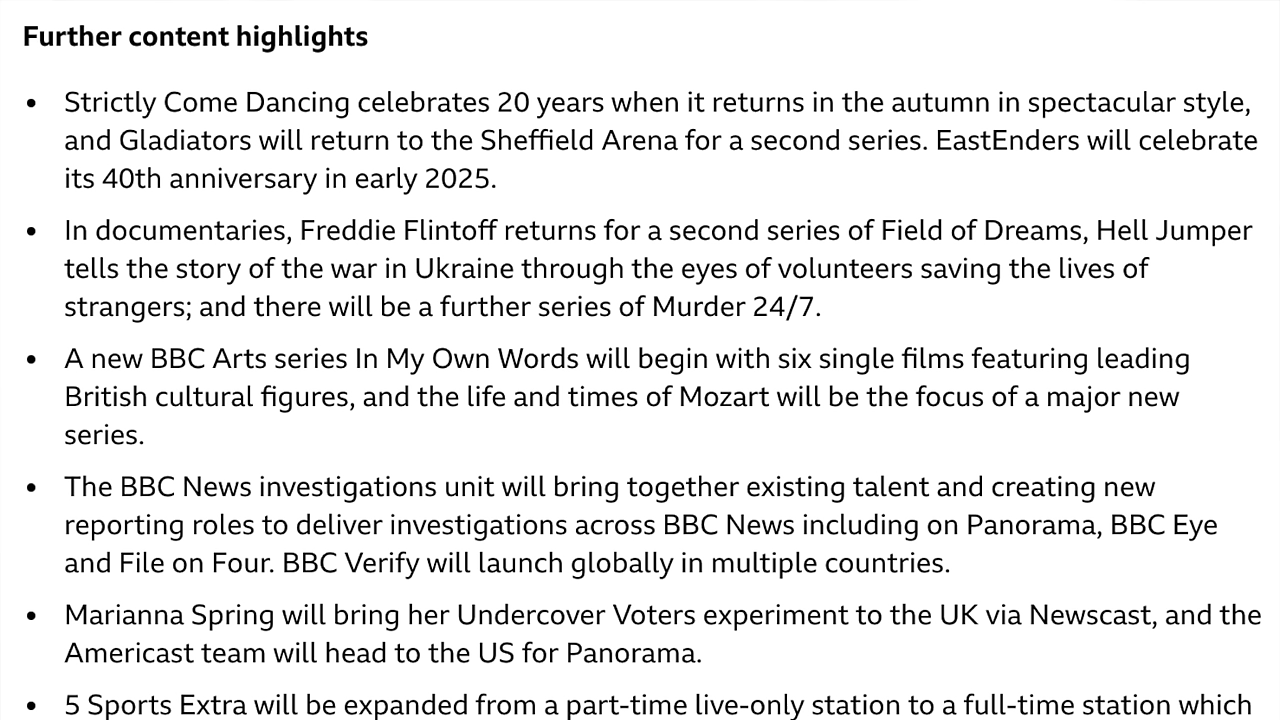 Further content highlights
• Strictly Come Dancing celebrates 20 years when it returns in the autumn in spectacular style,
and Gladiators will return to the Sheffield Arena for a second series. EastEnders will celebrate
its 40th anniversary in early 2025.
• In documentaries, Freddie Flintoff returns for a second series of Field of Dreams, Hell Jumper
tells the story of the war in Ukraine through the eyes of volunteers saving the lives of
strangers; and there will be a further series of Murder 24/7.
• A new BBC Arts series In My Own Words will begin with six single films featuring leading
British cultural figures, and the life and times of Mozart will be the focus of a major new
series.
• The BBC News investigations unit will bring together existing talent and creating new
reporting roles to deliver investigations across BBC News including on Panorama, BBC Eye
and File on Four. BBC Verify will launch globally in multiple countries.
• Marianna Spring will bring her Undercover Voters experiment to the UK via Newscast, and the
Americast team will head to the US for Panorama.
• 5 Sports Extra will be expanded from a part-time live-only station to a full-time station which